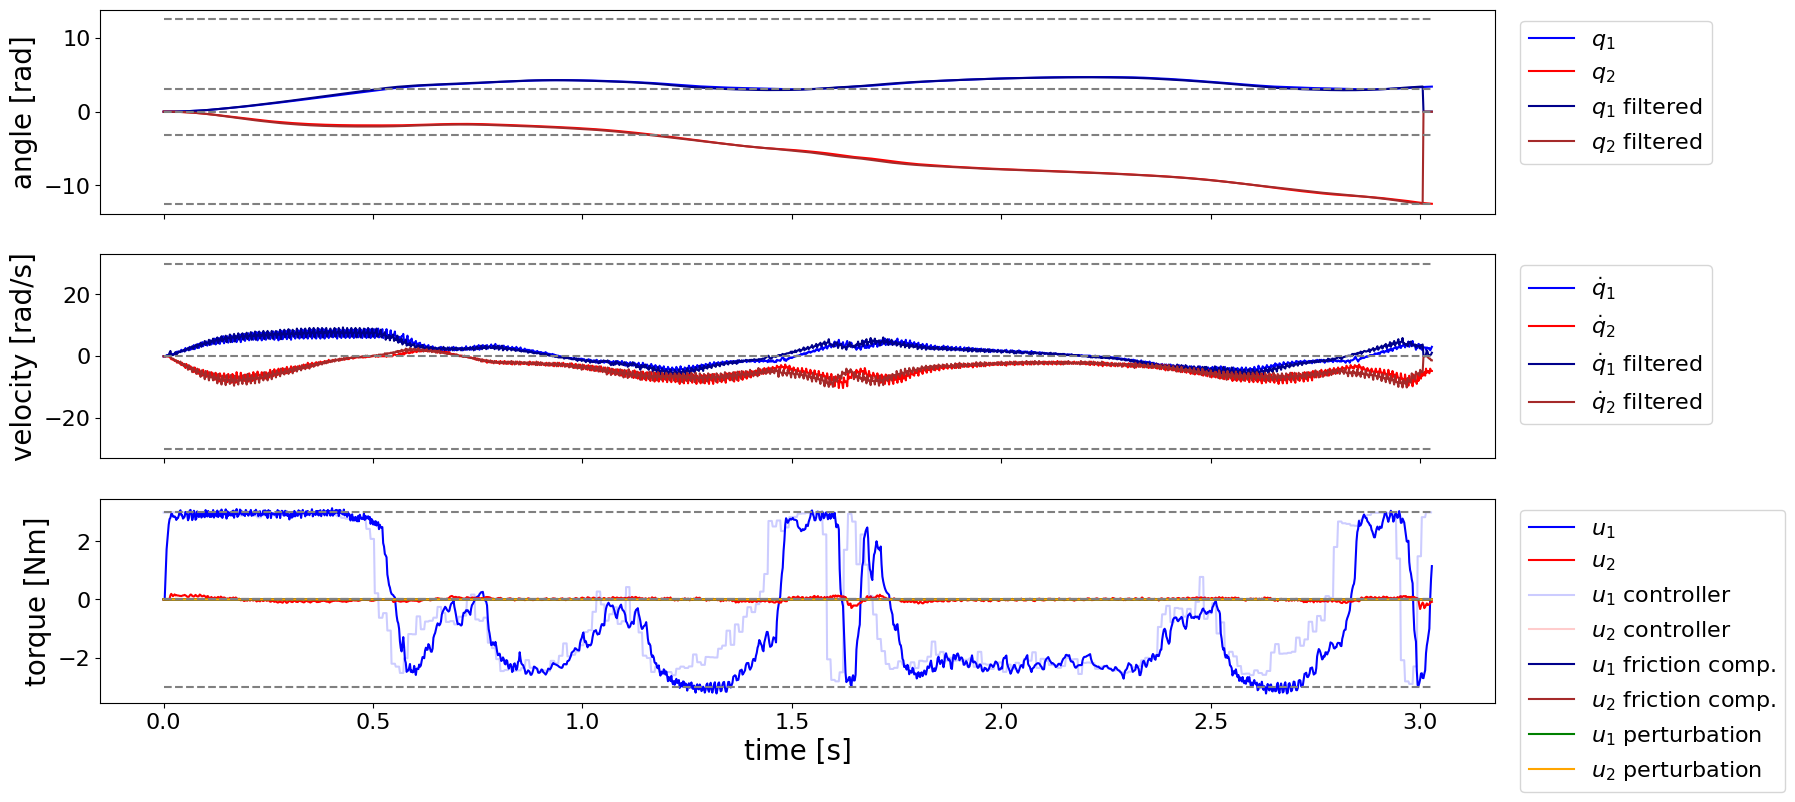 angle [rad]
10
0
−10
q₁
q₂
q₁ filtered
q₂ filtered
velocity [rad/s]
20
0
−20
q̇₁
q̇₂
q̇₁ filtered
q̇₂ filtered
torque [Nm]
2
0
−2
0.0 0.5 1.0 1.5 2.0 2.5 3.0
time [s]
u₁
u₂
u₁ controller
u₂ controller
u₁ friction comp.
u₂ friction comp.
u₁ perturbation
u₂ perturbation